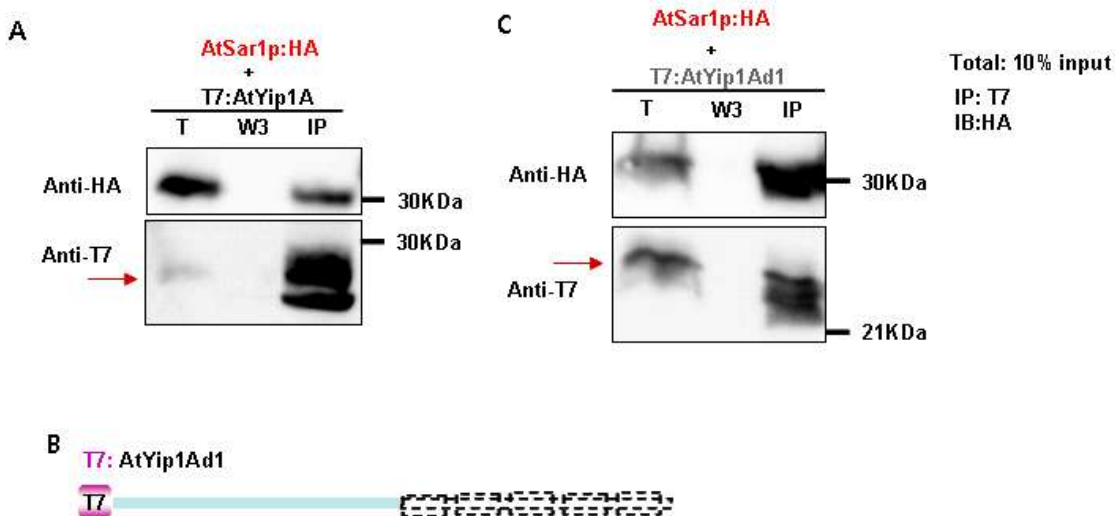 A
AtSar1p:HA
+
T7:AtYip1A
T W3 IP
Anti-HA
30KDa
30KDa
Anti-T7
C
AtSar1p:HA
+
T7:AtYip1Ad1
T W3 IP
Anti-HA
30KDa
Anti-T7
21KDa
Total: 10% input
IP: T7
IB:HA
B
T7: AtYip1Ad1
T7